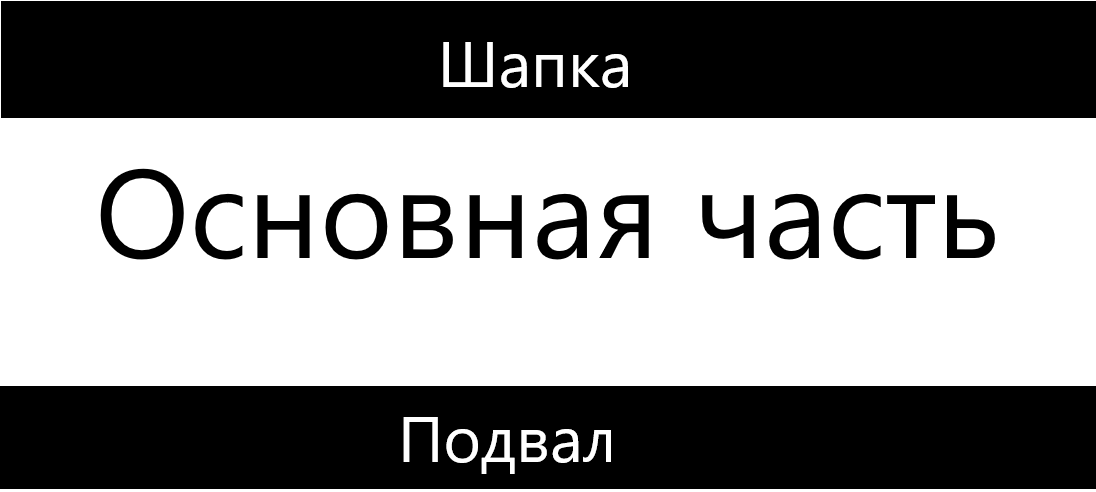 Шапка
Основная часть
Подвал